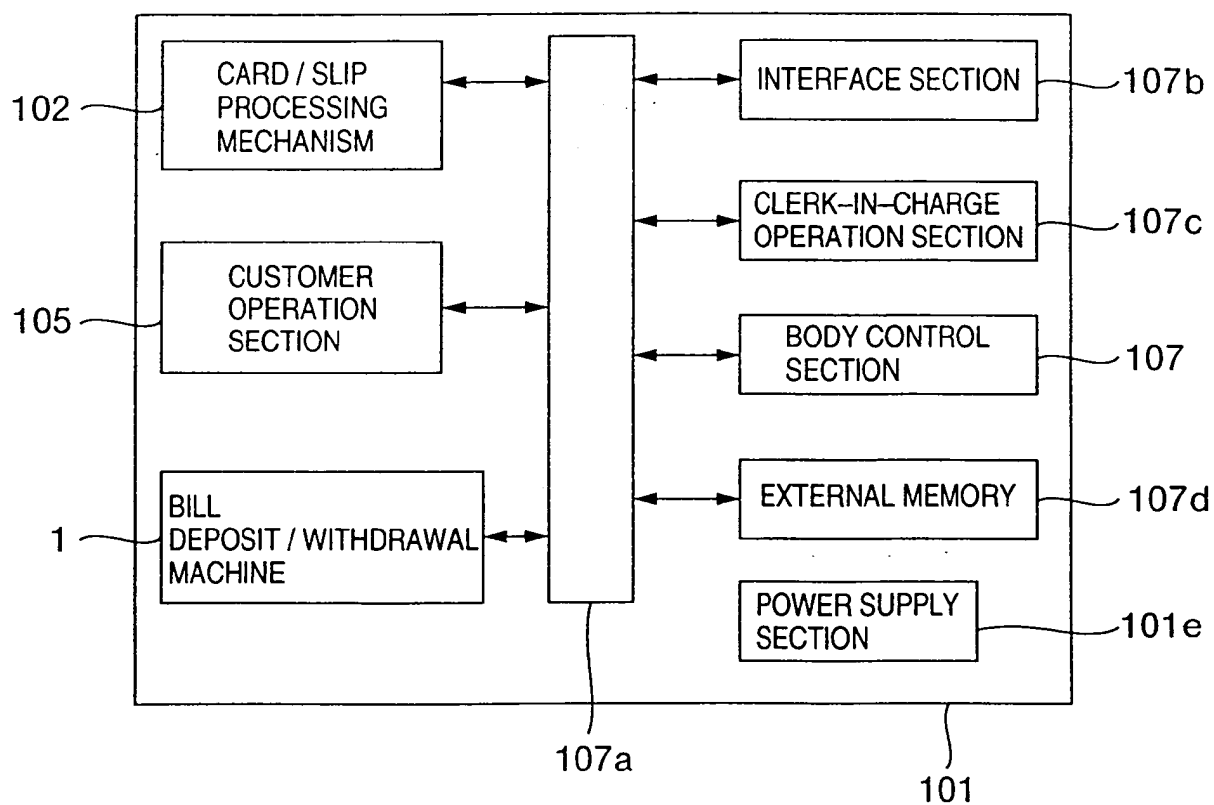 CARD / SLIP
PROCESSING
MECHANISM
102
CUSTOMER
OPERATION
SECTION
105
BILL
DEPOSIT / WITHDRAWAL
MACHINE
1
INTERFACE SECTION
107b
CLERK-IN-CHARGE
OPERATION SECTION
107c
BODY CONTROL
SECTION
107
EXTERNAL MEMORY
107d
POWER SUPPLY
SECTION
101e
107a
101